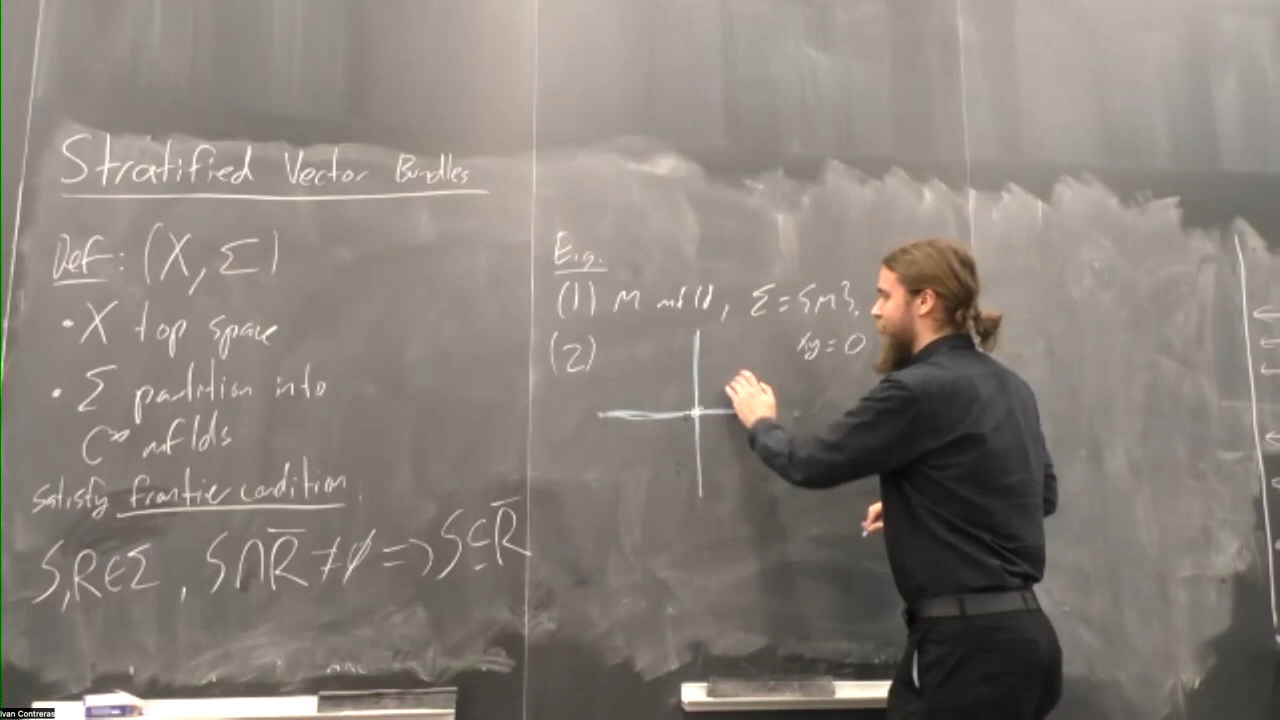 Stratified Vector Bundles
Def: (X, Σ)
• X top space
• Σ partition into
C^∞ mflds
satisfy frontier condition:
S,R∈Σ, S∩R̅ ≠ ∅ => S⊆R̅
E.g.
(1) M mfld, Σ={M}.
(2)
xy=0
Ivan Contreras